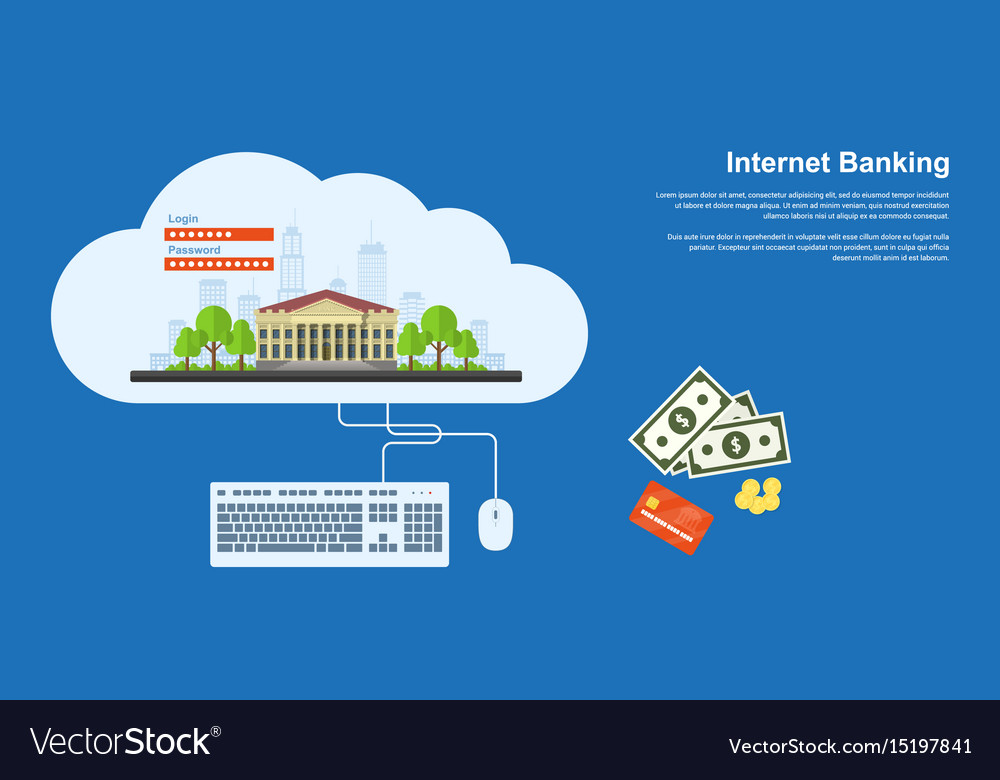 Internet Banking
Lorem ipsum dolor sit amet, consectetur adipisicing elit, sed do eiusmod tempor incididunt
ut labore et dolore magna aliqua. Ut enim ad minim veniam, quis nostrud exercitation
ullamco laboris nisi ut aliquip ex ea commodo consequat.
Duis aute irure dolor in reprehenderit in voluptate velit esse cillum dolore eu fugiat nulla
pariatur. Excepteur sint occaecat cupidatat non proident, sunt in culpa qui officia
deserunt mollit anim id est laborum.
Login
Password
$
$
VectorStock®
VectorStock.com/15197841